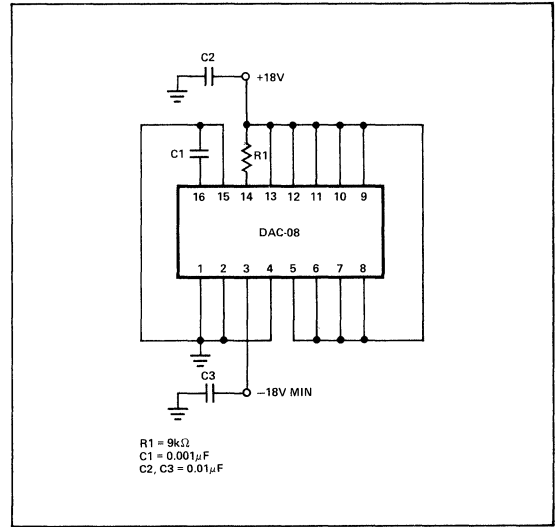 C2
+18V
C1
R1
16 15 14 13 12 11 10 9
DAC-08
1 2 3 4 5 6 7 8
C3
−18V MIN
R1 = 9kΩ
C1 = 0.001μF
C2, C3 = 0.01μF